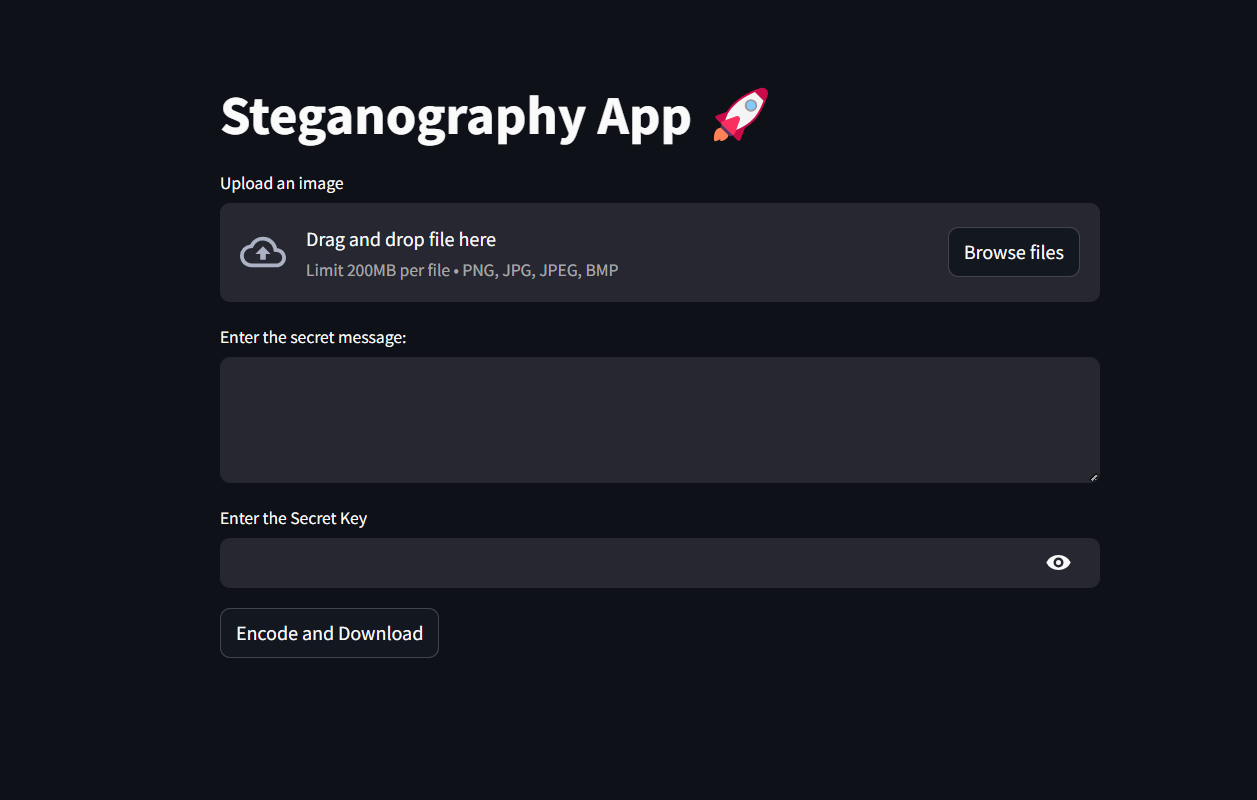 Steganography App 🚀
Upload an image
Drag and drop file here
Limit 200MB per file • PNG, JPG, JPEG, BMP
Browse files
Enter the secret message:
Enter the Secret Key
Encode and Download